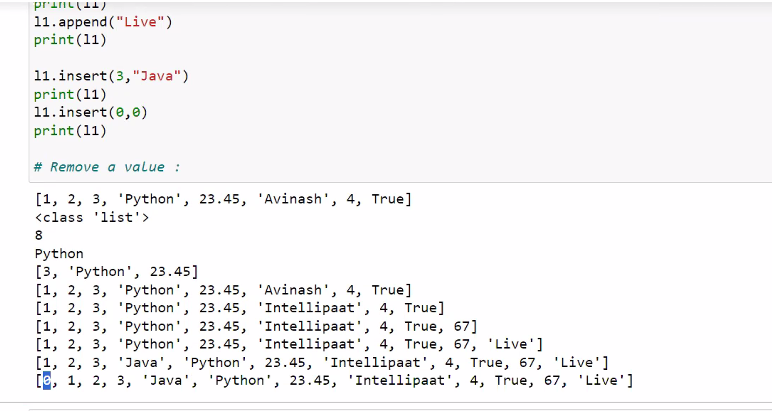 print(l1)
l1.append("Live")
print(l1)
l1.insert(3,"Java")
print(l1)
l1.insert(0,0)
print(l1)
# Remove a value :
[1, 2, 3, 'Python', 23.45, 'Avinash', 4, True]
<class 'list'>
8
Python
[3, 'Python', 23.45]
[1, 2, 3, 'Python', 23.45, 'Avinash', 4, True]
[1, 2, 3, 'Python', 23.45, 'Intellipaat', 4, True]
[1, 2, 3, 'Python', 23.45, 'Intellipaat', 4, True, 67]
[1, 2, 3, 'Python', 23.45, 'Intellipaat', 4, True, 67, 'Live']
[1, 2, 3, 'Java', 'Python', 23.45, 'Intellipaat', 4, True, 67, 'Live']
[0, 1, 2, 3, 'Java', 'Python', 23.45, 'Intellipaat', 4, True, 67, 'Live']